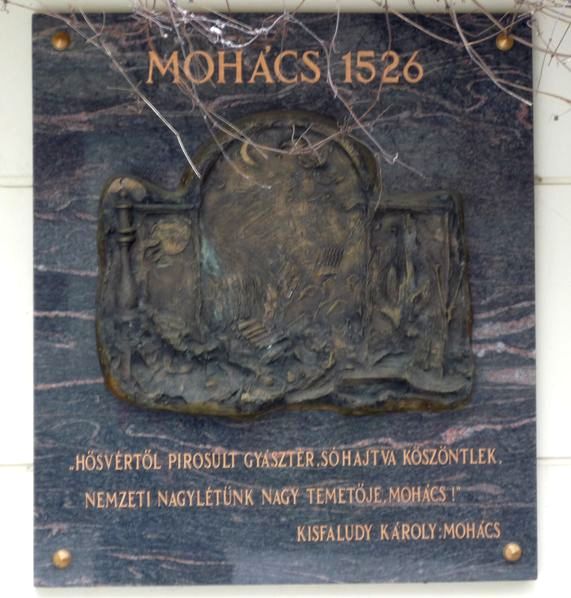 MOHÁCS 1526
„HŐSVÉRTŐL PIROSULT GYÁSZTÉR, SÓHAJTVA KÖSZÖNTLEK,
NEMZETI NAGYLÉTÜNK NAGY TEMETŐJE, MOHÁCS!”
KISFALUDY KÁROLY: MOHÁCS